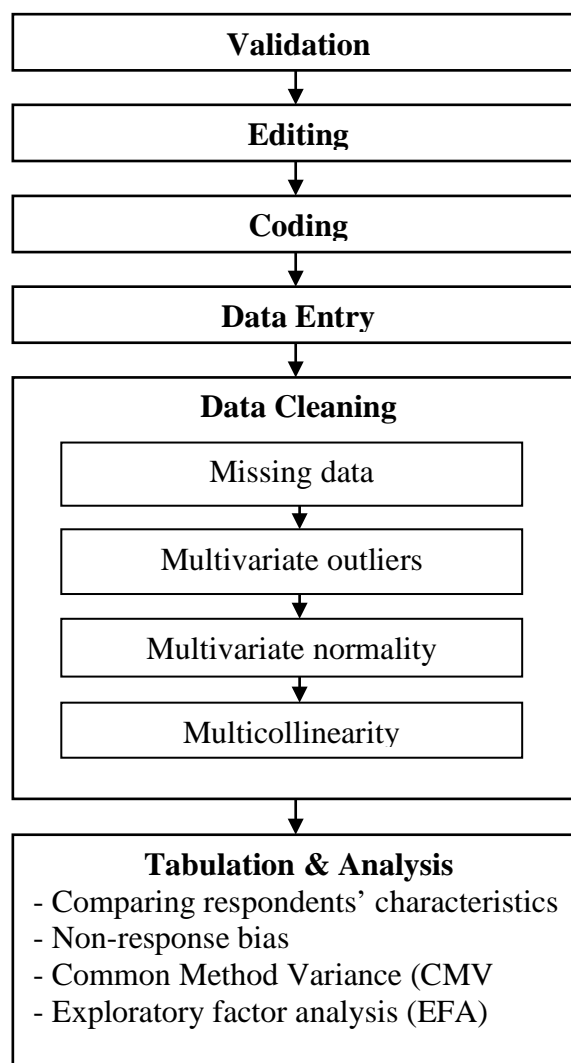 Validation
Editing
Coding
Data Entry
Data Cleaning
Missing data
Multivariate outliers
Multivariate normality
Multicollinearity
Tabulation & Analysis
- Comparing respondents’ characteristics
- Non-response bias
- Common Method Variance (CMV
- Exploratory factor analysis (EFA)